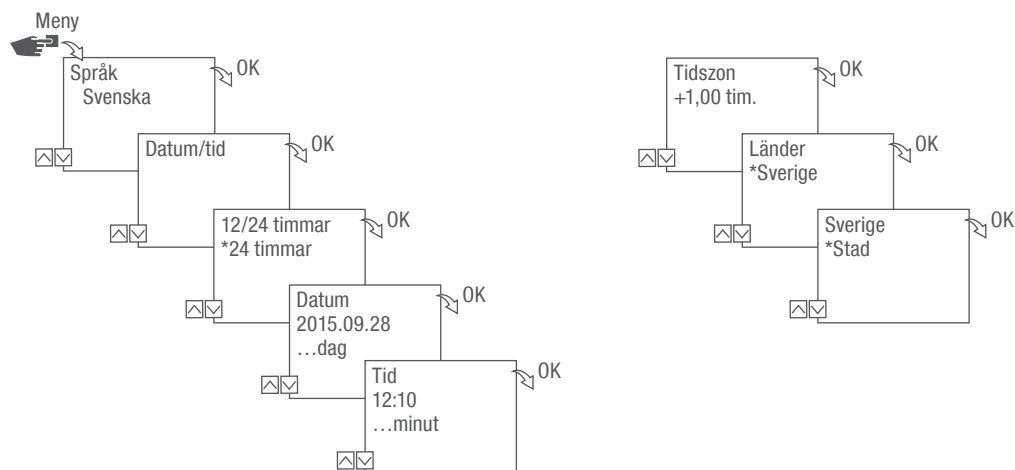 Meny
Språk
Svenska
OK
Datum/tid
OK
12/24 timmar
*24 timmar
OK
Datum
2015.09.28
…dag
OK
Tid
12:10
…minut
OK
Tidszon
+1,00 tim.
OK
Länder
*Sverige
OK
Sverige
*Stad
OK